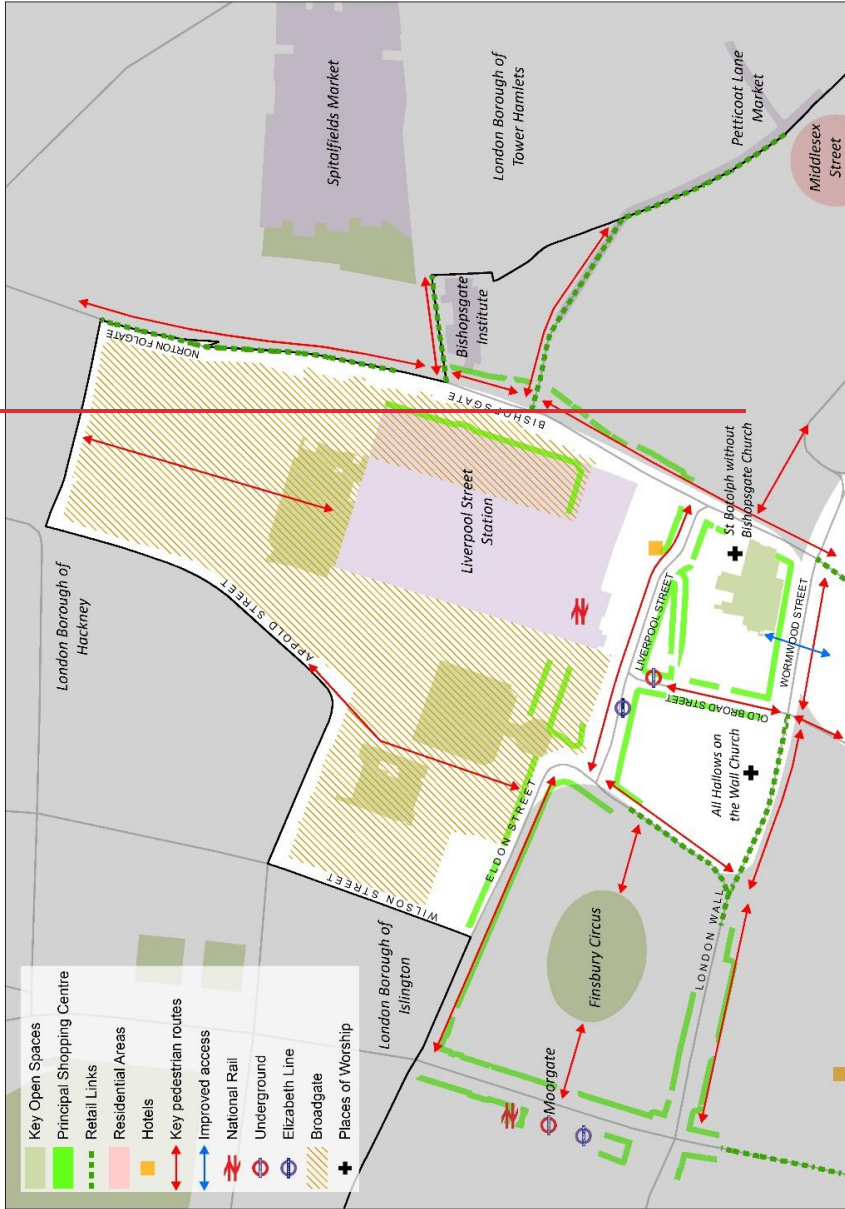 Key Open Spaces
Principal Shopping Centre
Retail Links
Residential Areas
Hotels
Key pedestrian routes
Improved access
National Rail
Underground
Elizabeth Line
Broadgate
Places of Worship
London Borough of
Hackney
London Borough of
Islington
London Borough of
Tower Hamlets
Spitalfields Market
Petticoat Lane
Market
Middlesex
Street
Bishopsgate
Institute
NORTON FOLGATE
BISHOPSGATE
APPOLD STREET
WILSON STREET
ELDON STREET
Liverpool Street
Station
LIVERPOOL STREET
OLD BROAD STREET
WORMWOOD STREET
St Botolph without
Bishopsgate Church
All Hallows on
the Wall Church
Finsbury Circus
LONDON WALL
Moorgate